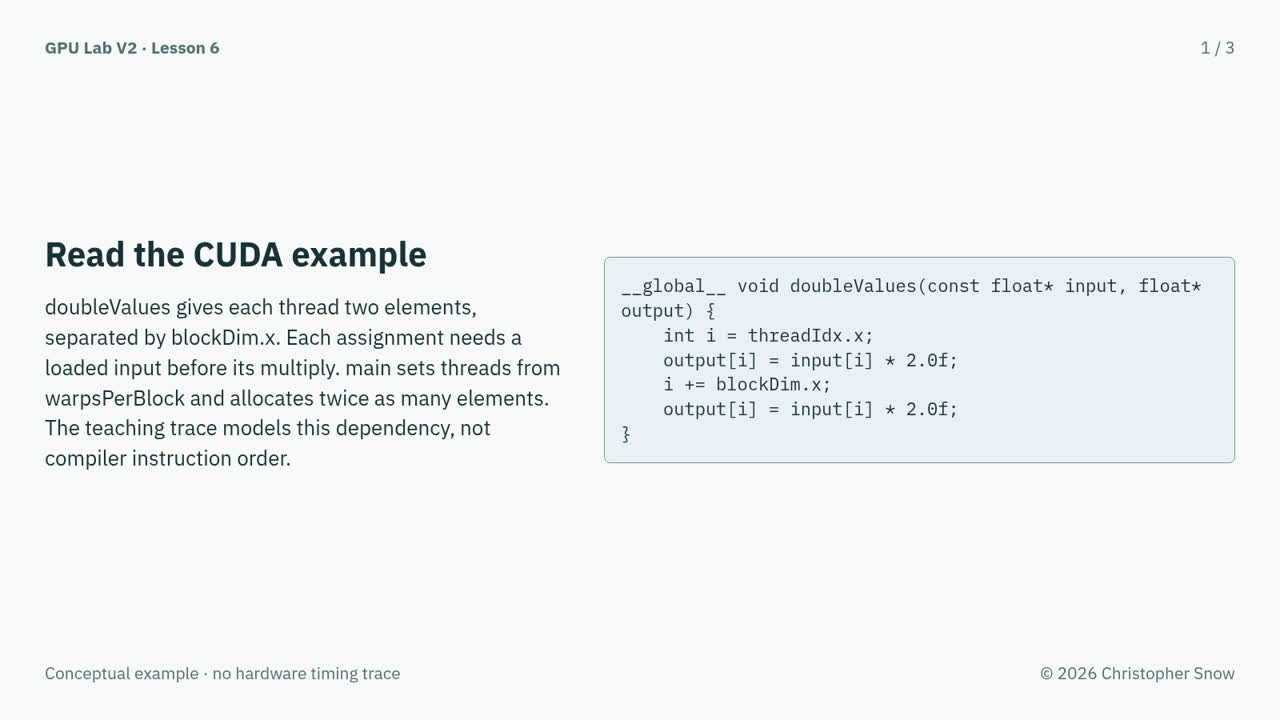 GPU Lab V2 · Lesson 6
1 / 3
Read the CUDA example
doubleValues gives each thread two elements,
separated by blockDim.x. Each assignment needs a
loaded input before its multiply. main sets threads from
warpsPerBlock and allocates twice as many elements.
The teaching trace models this dependency, not
compiler instruction order.
__global__ void doubleValues(const float* input, float*
output) {
    int i = threadIdx.x;
    output[i] = input[i] * 2.0f;
    i += blockDim.x;
    output[i] = input[i] * 2.0f;
}
Conceptual example · no hardware timing trace
© 2026 Christopher Snow